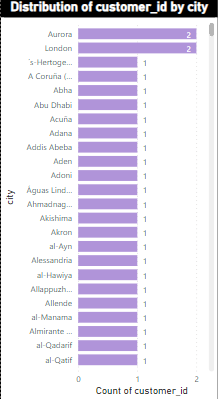 Distribution of customer_id by city
Aurora 2
London 2
's-Hertoge... 1
A Coruña (... 1
Abha 1
Abu Dhabi 1
Acuña 1
Adana 1
Addis Abeba 1
Aden 1
Adoni 1
Águas Lind... 1
Ahmadnag... 1
Akishima 1
Akron 1
al-Ayn 1
Alessandria 1
al-Hawiya 1
Allappuzh... 1
Allende 1
al-Manama 1
Almirante ... 1
al-Qadarif 1
al-Qatif 1
city
0 1 2
Count of customer_id